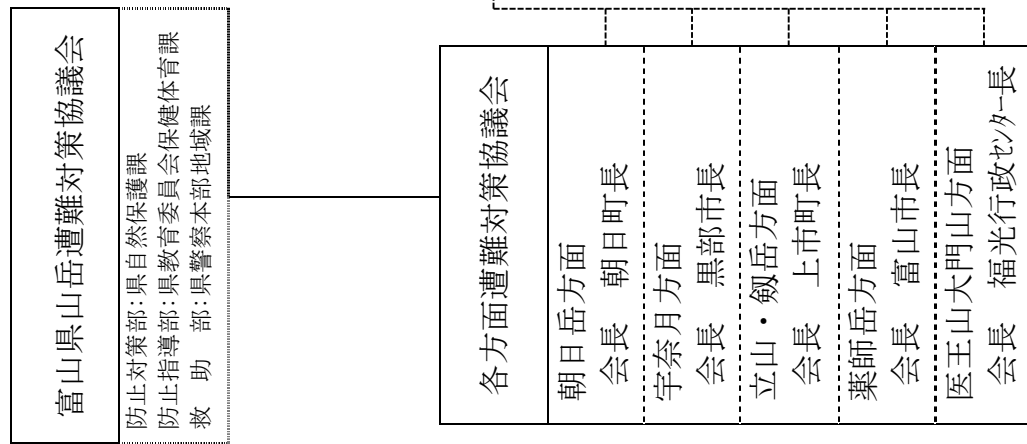 富山県山岳遭難対策協議会
防止対策部：県自然保護課
防止指導部：県教育委員会保健体育課
救　助　部：県警察本部地域課
各方面遭難対策協議会
朝日岳方面
会長　朝日町長
宇奈月方面
会長　黒部市長
立山・剱岳方面
会長　上市町長
薬師岳方面
会長　富山市長
医王山大門山方面
会長　福光行政ｾﾝﾀｰ長